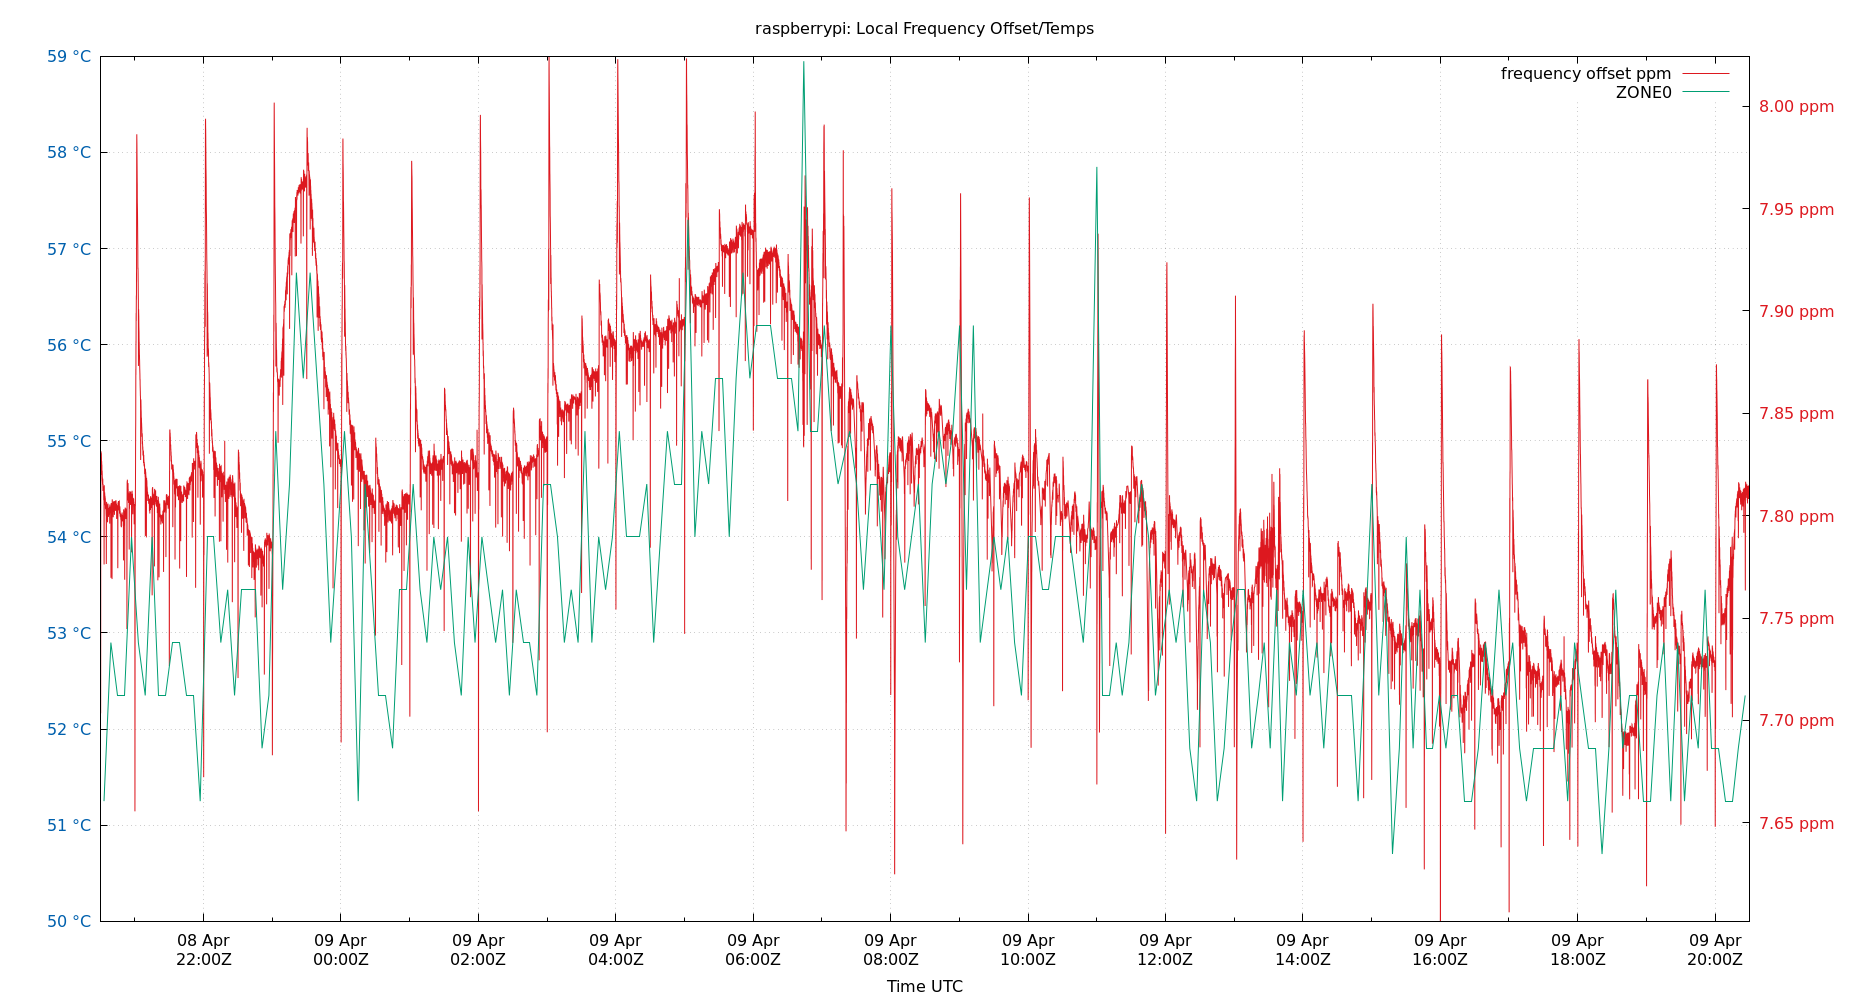 raspberrypi: Local Frequency Offset/Temps
59 °C
58 °C
57 °C
56 °C
55 °C
54 °C
53 °C
52 °C
51 °C
50 °C
frequency offset ppm
ZONE0
8.00 ppm
7.95 ppm
7.90 ppm
7.85 ppm
7.80 ppm
7.75 ppm
7.70 ppm
7.65 ppm
08 Apr
22:00Z
09 Apr
00:00Z
09 Apr
02:00Z
09 Apr
04:00Z
09 Apr
06:00Z
09 Apr
08:00Z
09 Apr
10:00Z
09 Apr
12:00Z
09 Apr
14:00Z
09 Apr
16:00Z
09 Apr
18:00Z
09 Apr
20:00Z
Time UTC